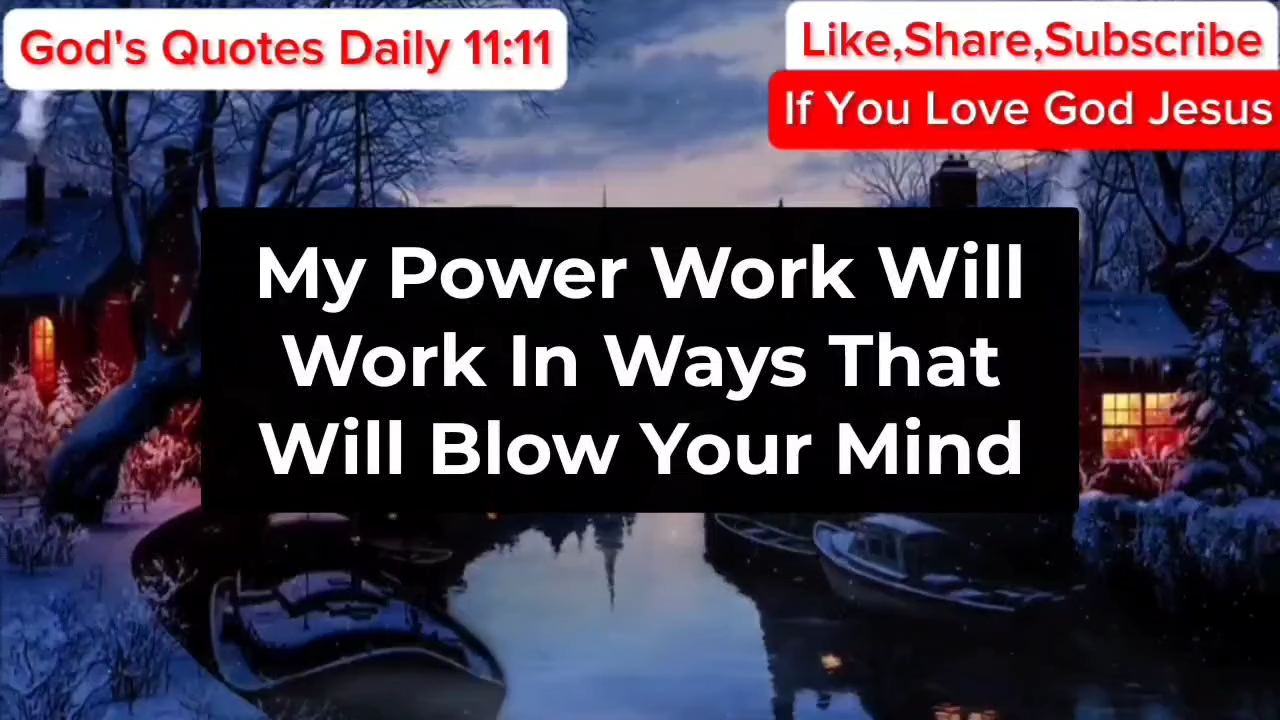 God's Quotes Daily 11:11
Like,Share,Subscribe
If You Love God Jesus
My Power Work Will
Work In Ways That
Will Blow Your Mind